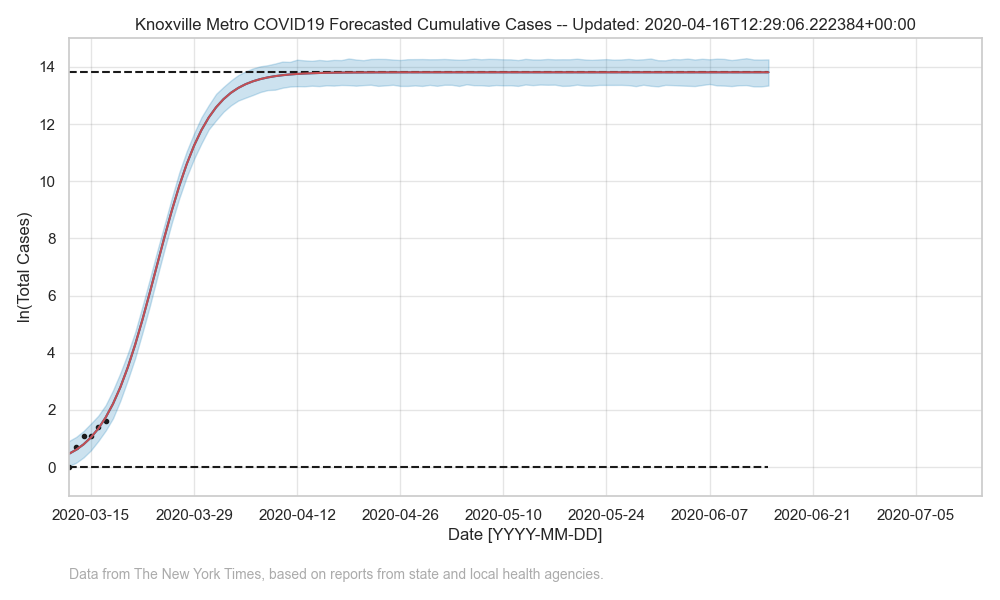 Knoxville Metro COVID19 Forecasted Cumulative Cases -- Updated: 2020-04-16T12:29:06.222384+00:00
ln(Total Cases)
14
12
10
8
6
4
2
0
2020-03-15 2020-03-29 2020-04-12 2020-04-26 2020-05-10 2020-05-24 2020-06-07 2020-06-21 2020-07-05
Date [YYYY-MM-DD]
Data from The New York Times, based on reports from state and local health agencies.